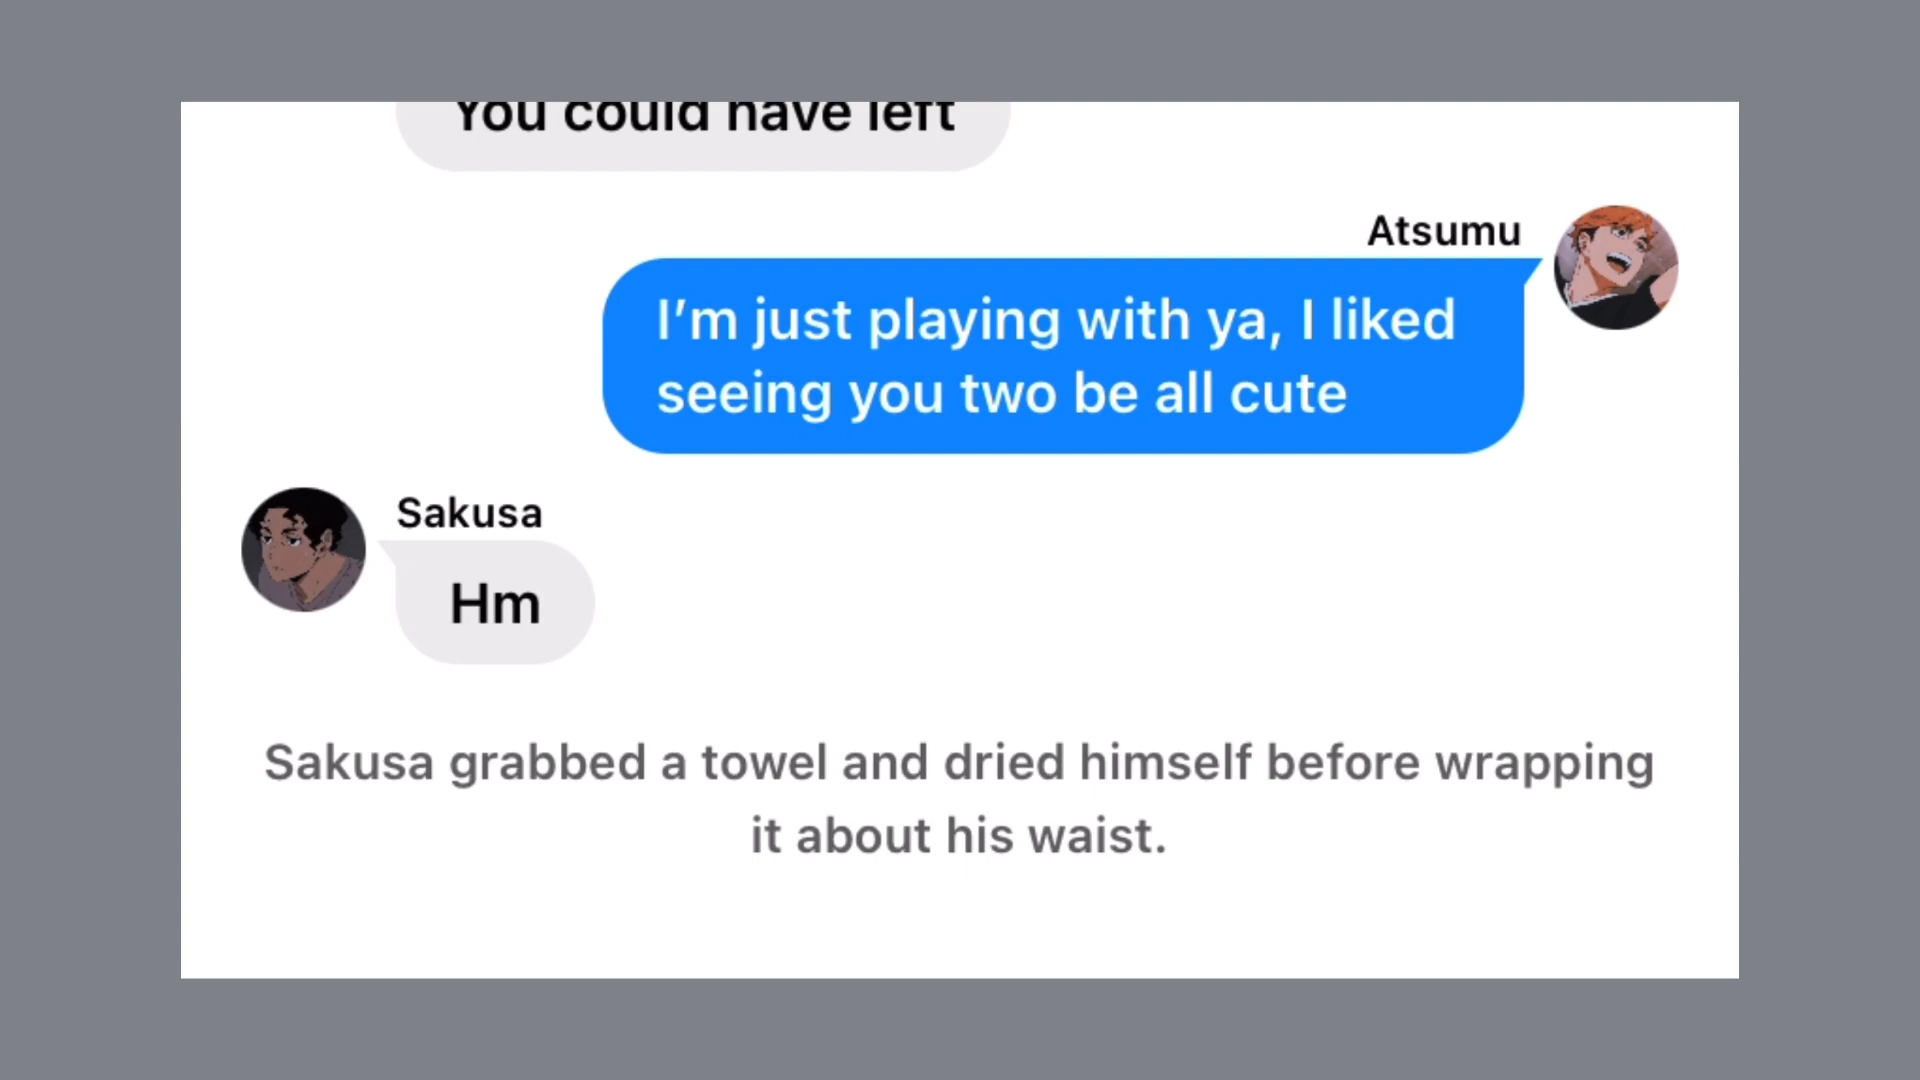 You could have left
Atsumu
I’m just playing with ya, I liked
seeing you two be all cute
Sakusa
Hm
Sakusa grabbed a towel and dried himself before wrapping
it about his waist.